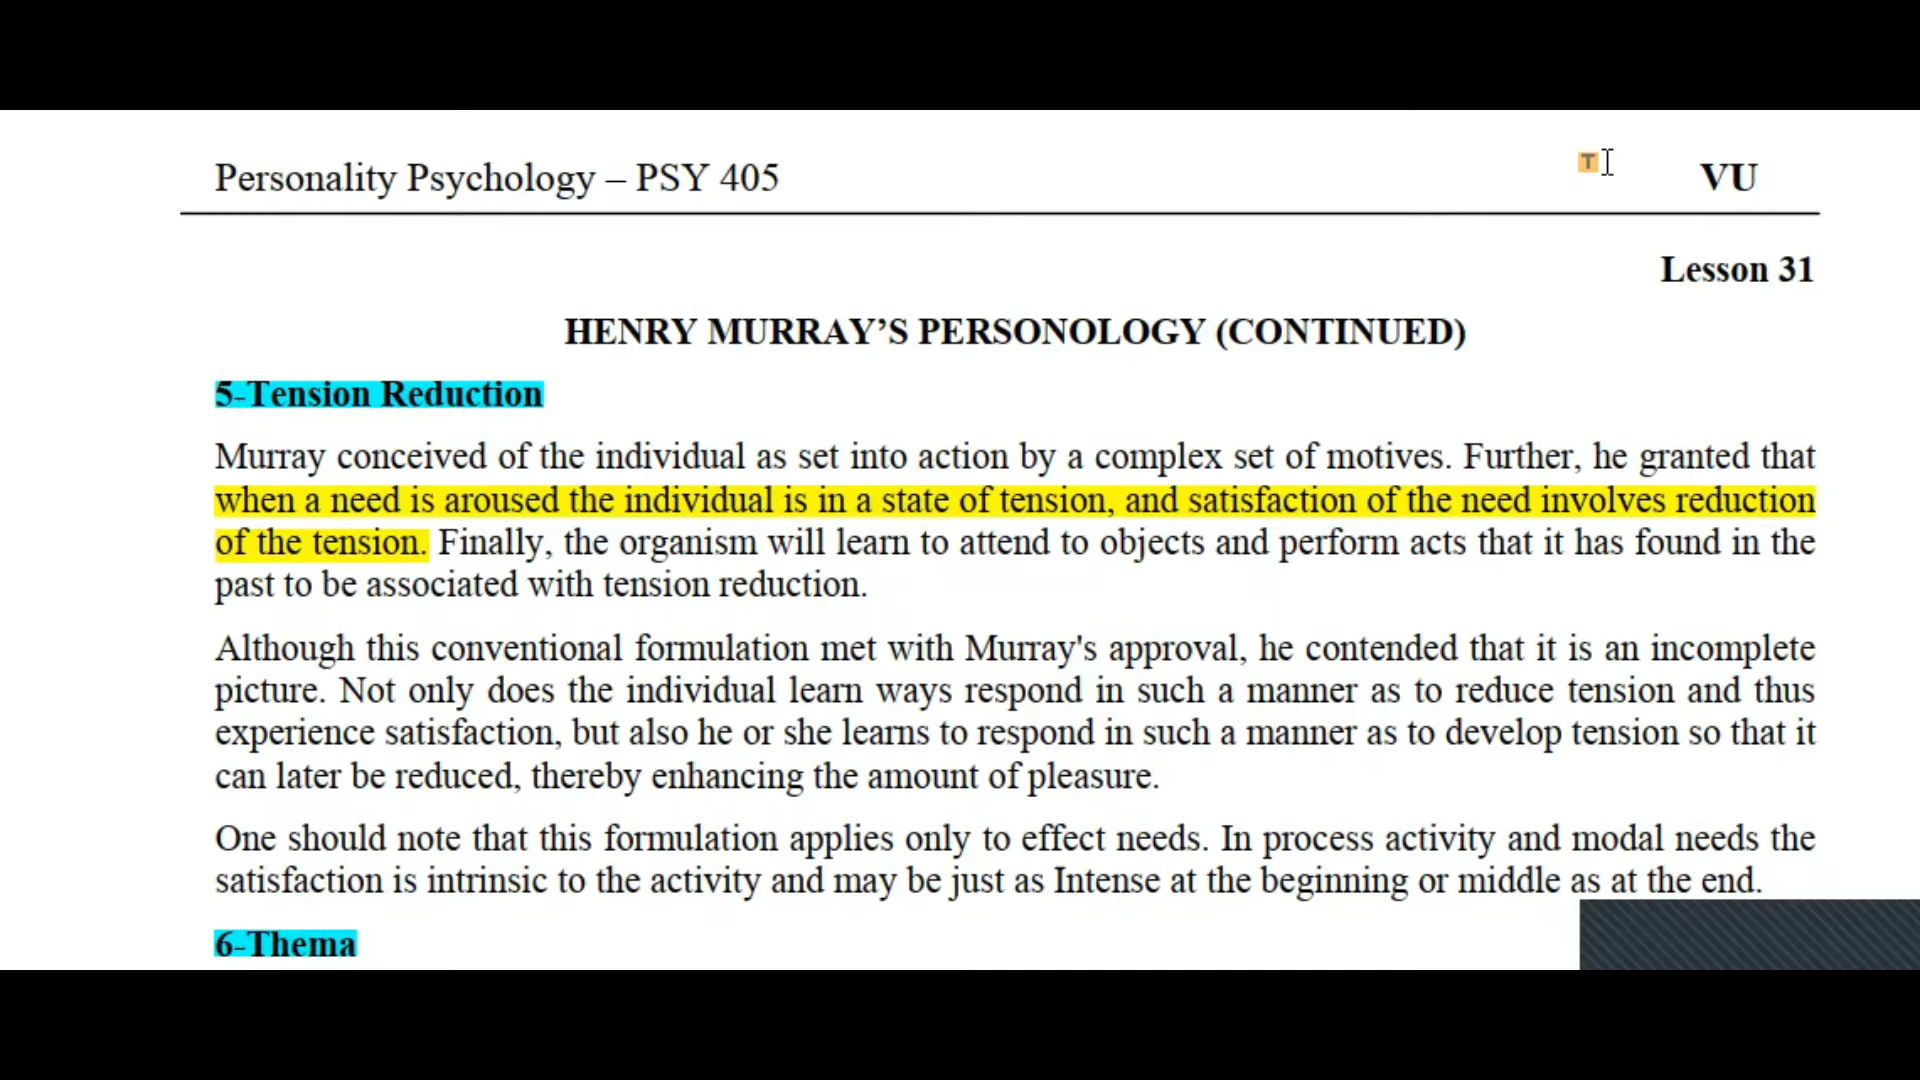 Personality Psychology – PSY 405
T
VU
Lesson 31
HENRY MURRAY’S PERSONOLOGY (CONTINUED)
5-Tension Reduction
Murray conceived of the individual as set into action by a complex set of motives. Further, he granted that
when a need is aroused the individual is in a state of tension, and satisfaction of the need involves reduction
of the tension. Finally, the organism will learn to attend to objects and perform acts that it has found in the
past to be associated with tension reduction.
Although this conventional formulation met with Murray's approval, he contended that it is an incomplete
picture. Not only does the individual learn ways respond in such a manner as to reduce tension and thus
experience satisfaction, but also he or she learns to respond in such a manner as to develop tension so that it
can later be reduced, thereby enhancing the amount of pleasure.
One should note that this formulation applies only to effect needs. In process activity and modal needs the
satisfaction is intrinsic to the activity and may be just as Intense at the beginning or middle as at the end.
6-Thema